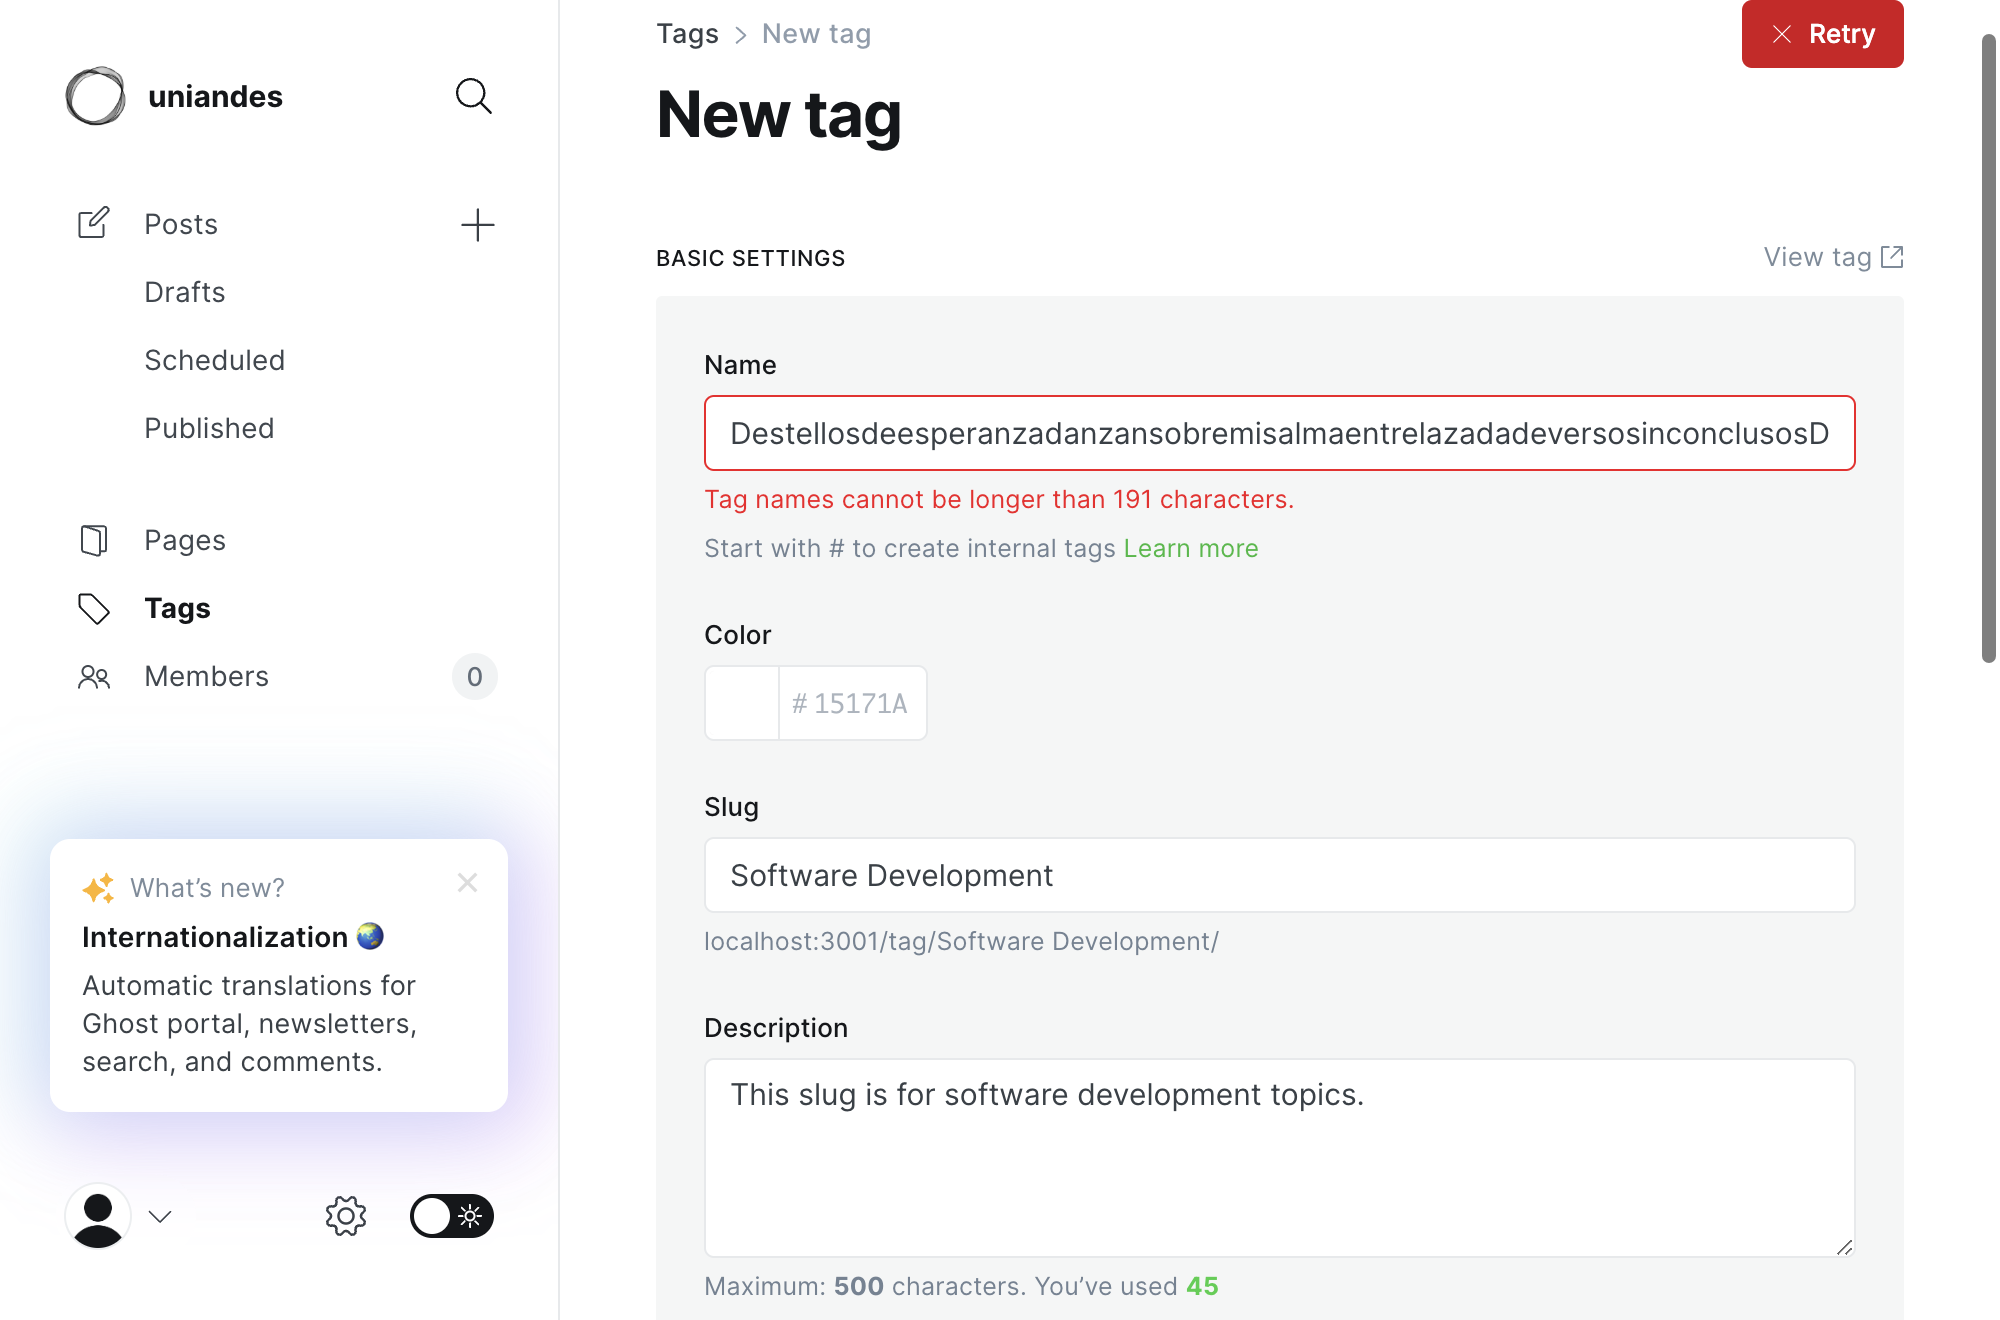 uniandes
Posts
Drafts
Scheduled
Published
Pages
Tags
Members
0
What's new?
Internationalization 🌏
Automatic translations for
Ghost portal, newsletters,
search, and comments.
Tags > New tag
Retry
New tag
BASIC SETTINGS
View tag
Name
DestellosdeesperanzadanzansobremisalmaentrelazadadeversosinconclusosD
Tag names cannot be longer than 191 characters.
Start with # to create internal tags Learn more
Color
# 15171A
Slug
Software Development
localhost:3001/tag/Software Development/
Description
This slug is for software development topics.
Maximum: 500 characters. You’ve used 45